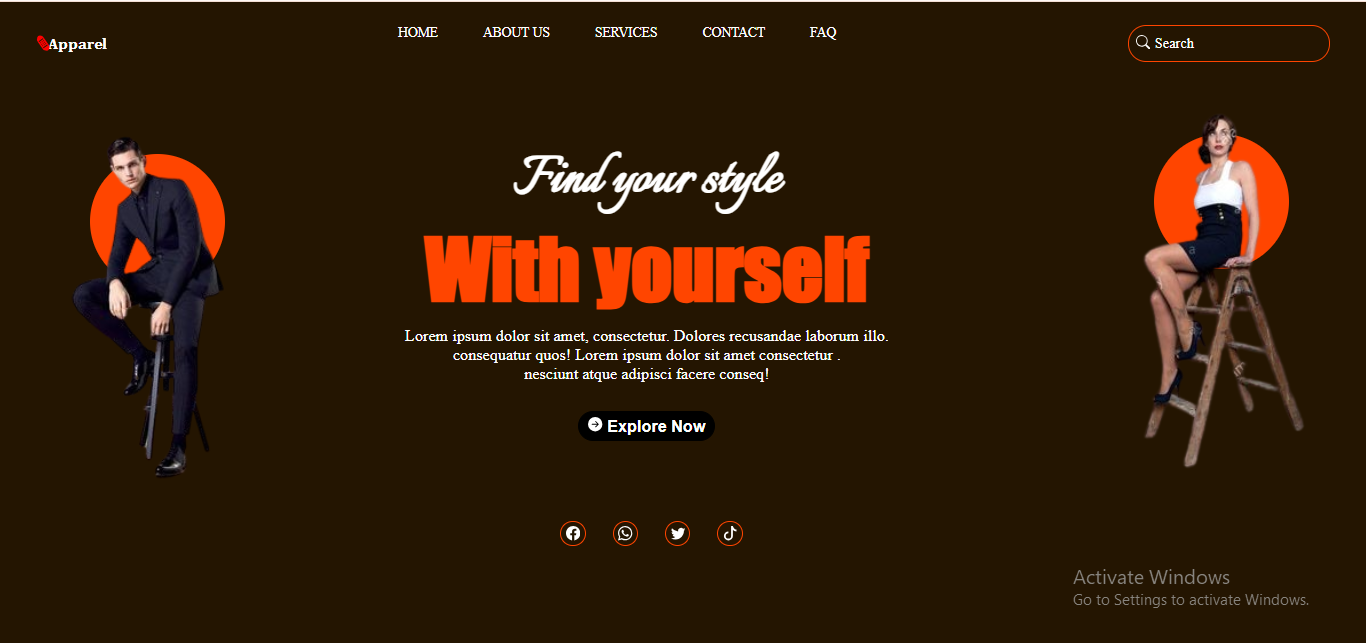 Apparel
HOME ABOUT US SERVICES CONTACT FAQ
Search
Find your style
With yourself
Lorem ipsum dolor sit amet, consectetur. Dolores recusandae laborum illo.
consequatur quos! Lorem ipsum dolor sit amet consectetur .
nesciunt atque adipisci facere conseq!
Explore Now
Activate Windows
Go to Settings to activate Windows.